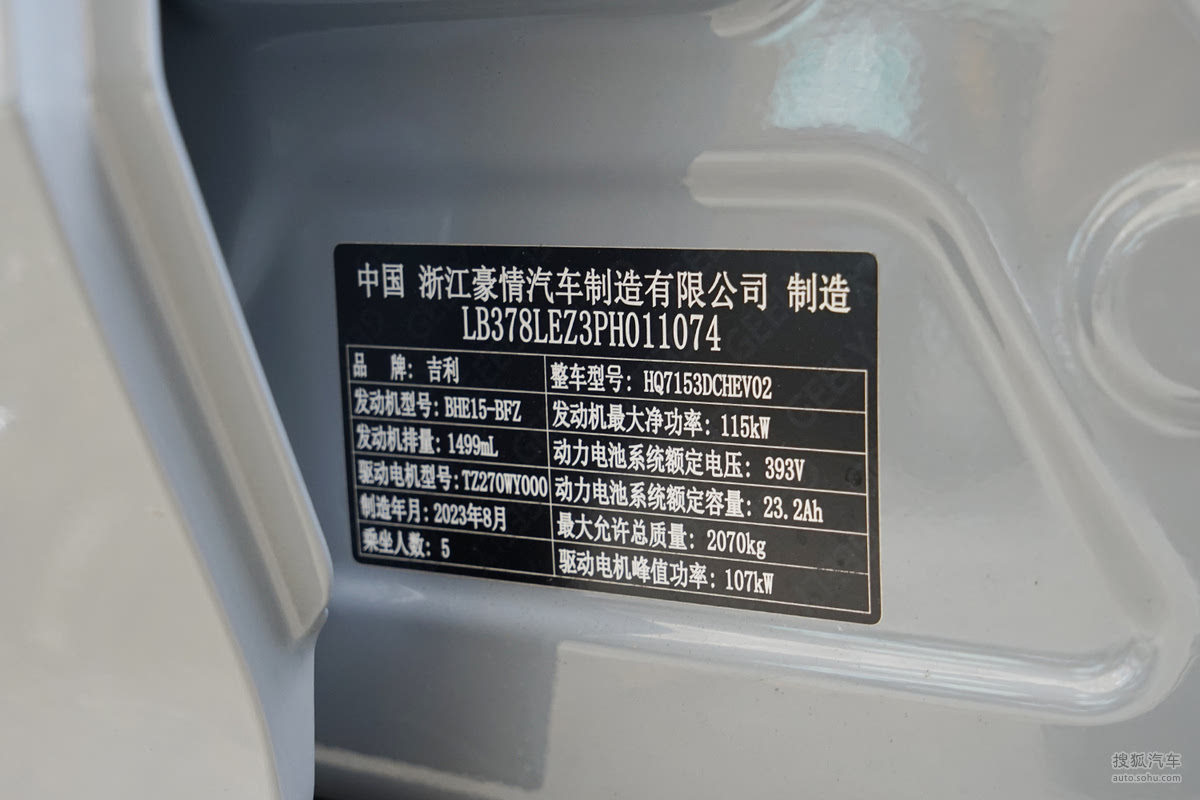 中国 浙江豪情汽车制造有限公司 制造
LB378LEZ3PH011074
品 牌: 吉利
整车型号: HQ7153DCHEV02
发动机型号: BHE15-BFZ
发动机最大净功率: 115kW
发动机排量: 1499mL
动力电池系统额定电压: 393V
驱动电机型号: TZ270WY000
动力电池系统额定容量: 23.2Ah
制造年月: 2023年8月
最大允许总质量: 2070kg
乘坐人数: 5
驱动电机峰值功率: 107kW
搜狐汽车
auto.sohu.com